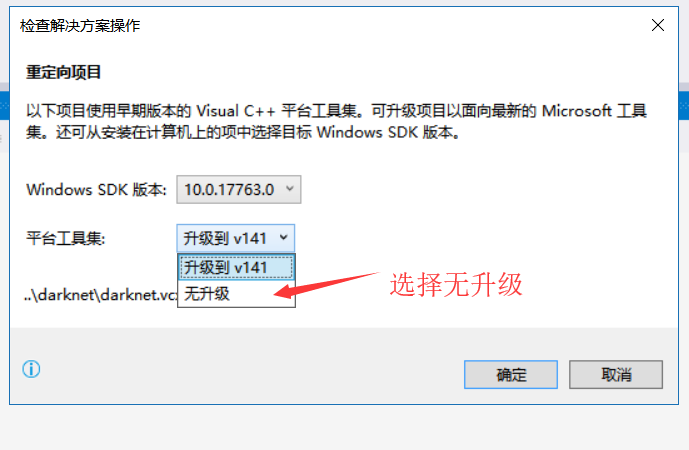 检查解决方案操作
重定向项目
以下项目使用早期版本的 Visual C++ 平台工具集。可升级项目以面向最新的 Microsoft 工具
集。还可从安装在计算机上的项中选择目标 Windows SDK 版本。
Windows SDK 版本: 10.0.17763.0
平台工具集: 升级到 v141
升级到 v141
..\darknet\darknet.vc 无升级 选择无升级
确定 取消